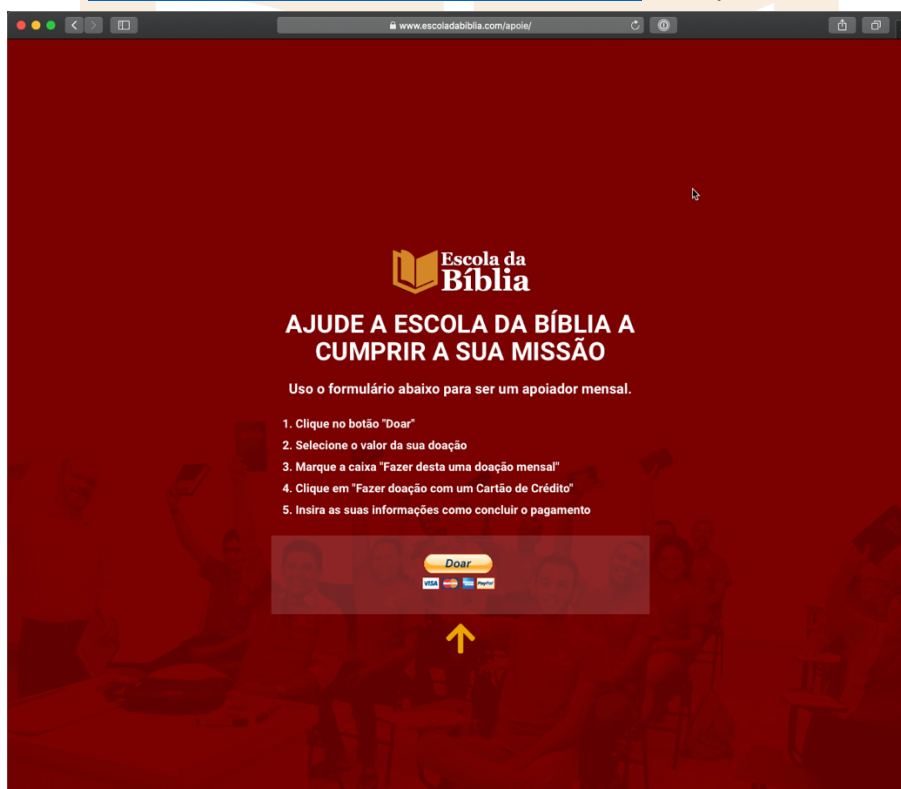 www.escoladabiblia.com/apoie/
Escola da
Bíblia
AJUDE A ESCOLA DA BÍBLIA A
CUMPRIR A SUA MISSÃO
Uso o formulário abaixo para ser um apoiador mensal.
1. Clique no botão "Doar"
2. Selecione o valor da sua doação
3. Marque a caixa "Fazer desta uma doação mensal"
4. Clique em "Fazer doação com um Cartão de Crédito"
5. Insira as suas informações como concluir o pagamento
Doar
VISA PayPal